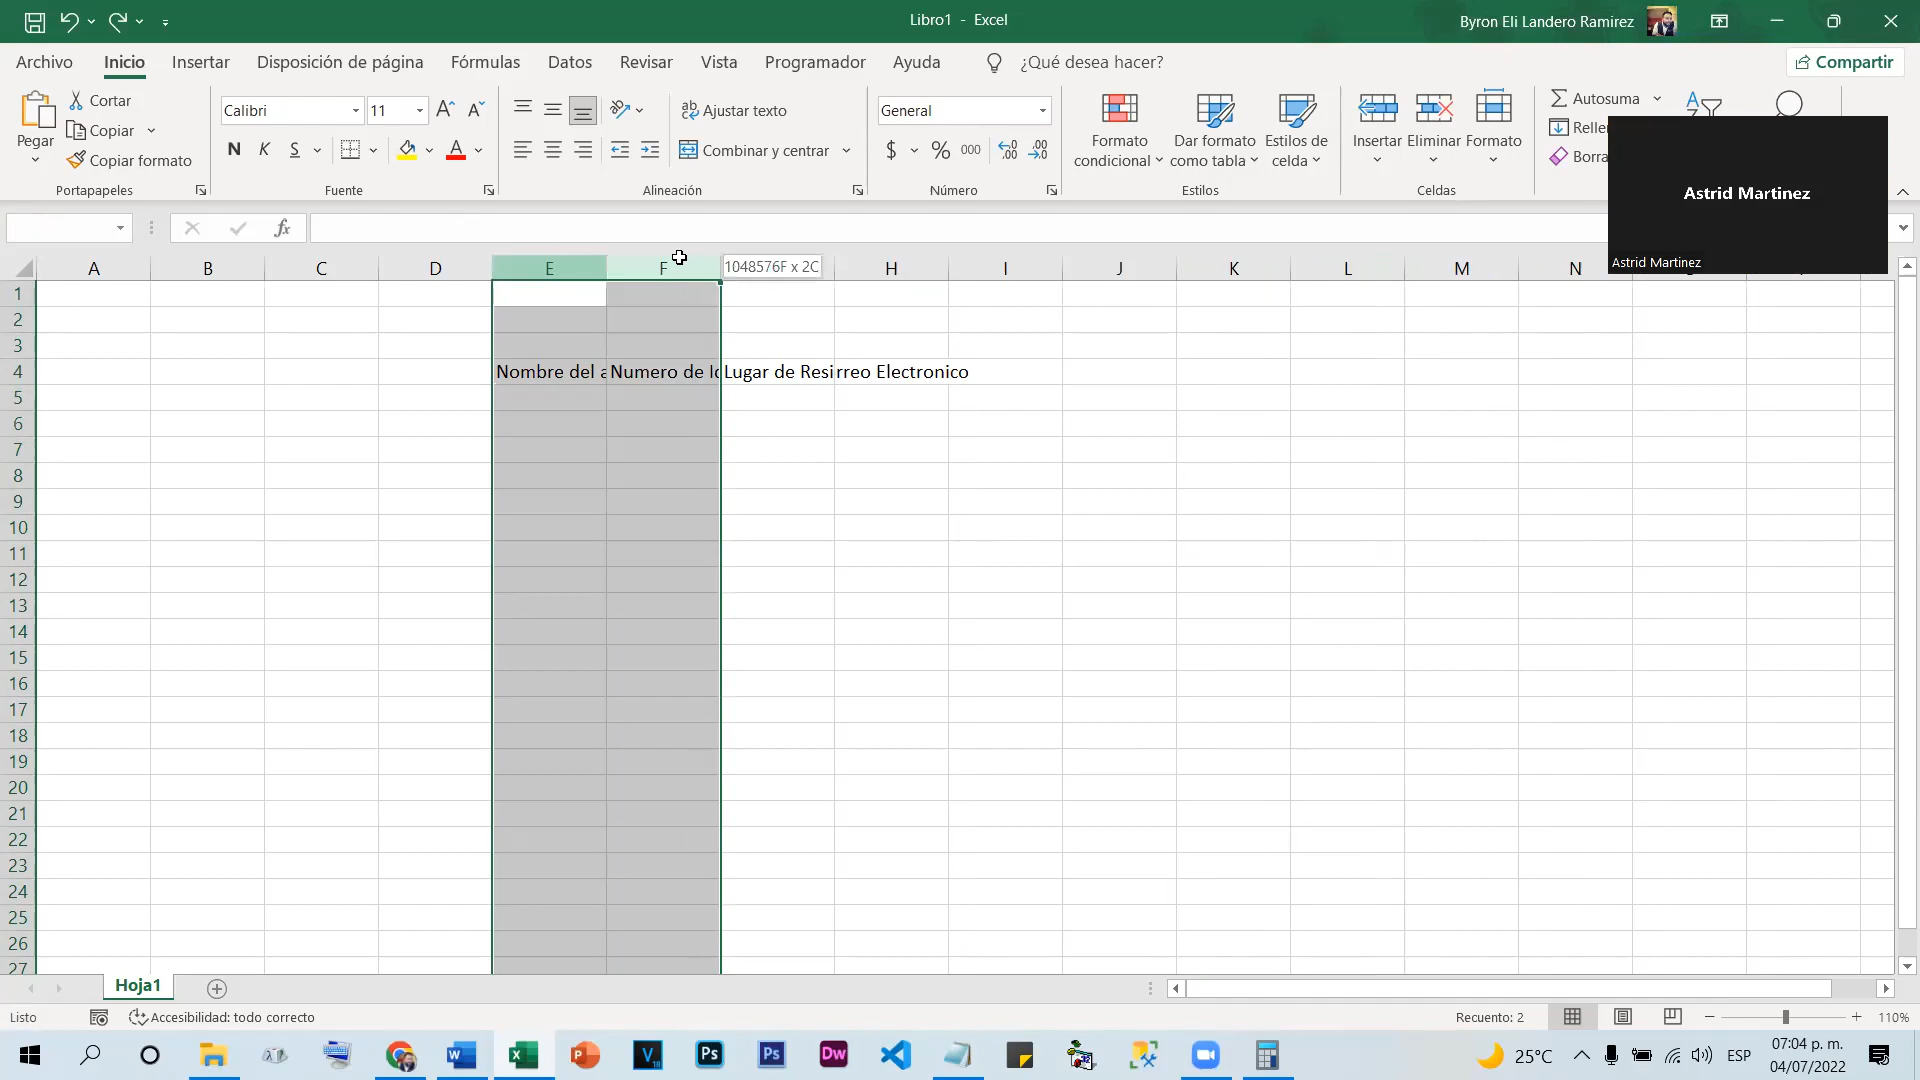 Libro1 - Excel
Byron Eli Landero Ramirez
Archivo Inicio Insertar Disposición de página Fórmulas Datos Revisar Vista Programador Ayuda ¿Qué desea hacer? Compartir
Pegar
Cortar
Copiar
Copiar formato
Portapapeles
Calibri 11
N K S
Fuente
Ajustar texto
Combinar y centrar
Alineación
General
$ % 000
Número
Formato condicional
Dar formato como tabla
Estilos de celda
Estilos
Insertar Eliminar Formato
Celdas
Autosuma
Astrid Martinez
Astrid Martinez
fx
A B C D E F 1048576F x 2C H I J K L M N
1
2
3
4 Nombre del Numero de Lugar de Resi rreo Electronico
5
6
7
8
9
10
11
12
13
14
15
16
17
18
19
20
21
22
23
24
25
26
27
Hoja1
Listo Accesibilidad: todo correcto Recuento: 2 110%
25°C ESP 07:04 p. m.
04/07/2022